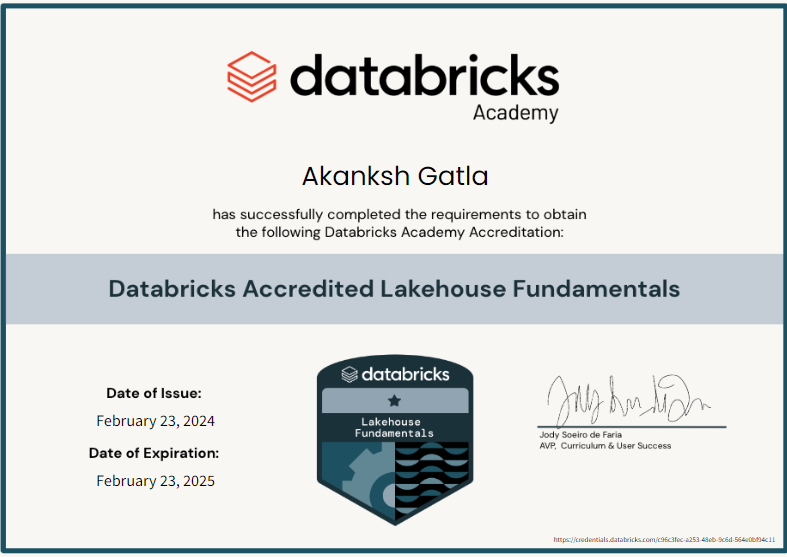 databricks
Academy
Akanksh Gatla
has successfully completed the requirements to obtain
the following Databricks Academy Accreditation:
Databricks Accredited Lakehouse Fundamentals
Date of Issue:
February 23, 2024
Date of Expiration:
February 23, 2025
databricks
Lakehouse
Fundamentals
Jody Soeiro de Faria
AVP, Curriculum & User Success
https://credentials.databricks.com/c96c3fec-a253-48eb-9c6d-564e0bf94c11